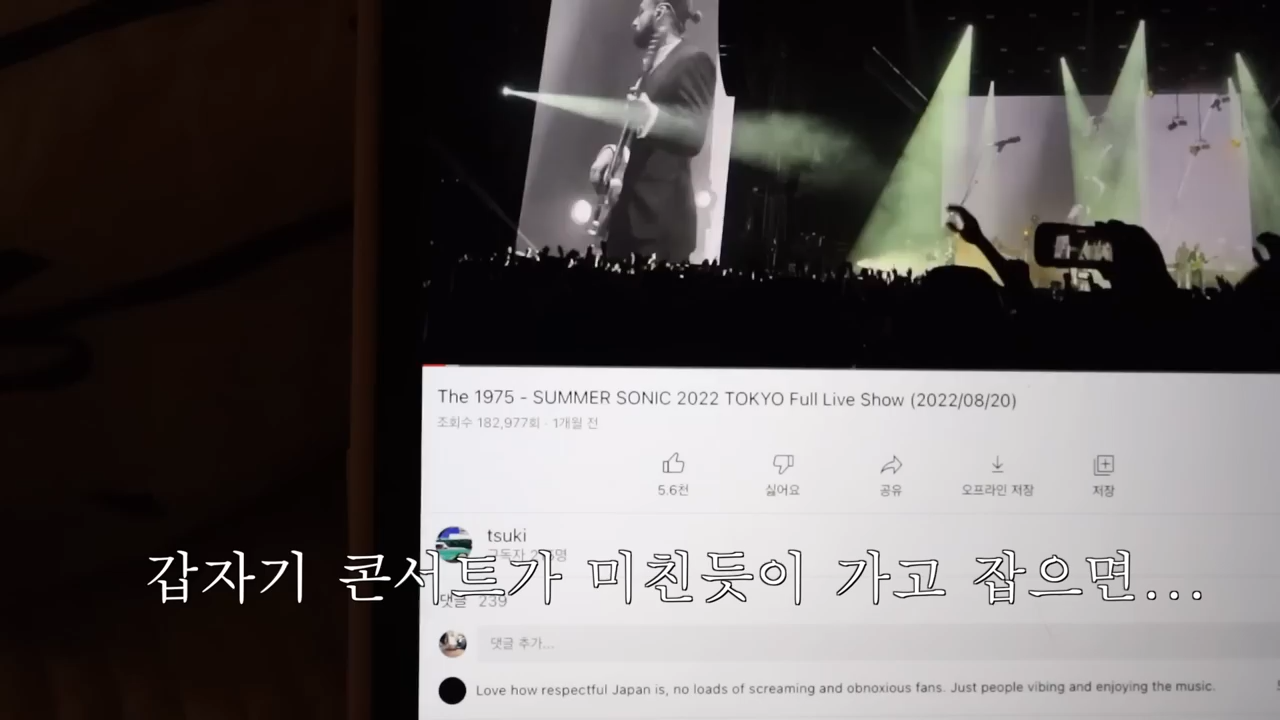 The 1975 - SUMMER SONIC 2022 TOKYO Full Live Show (2022/08/20)
조회수 182,977회 · 1개월 전
5.6천 싫어요 공유 오프라인 저장 저장
tsuki
구독자
갑자기 콘서트가 미친듯이 가고 잡으면...
댓글 239
댓글 추가...
Love how respectful Japan is, no loads of screaming and obnoxious fans. Just people vibing and enjoying the music.